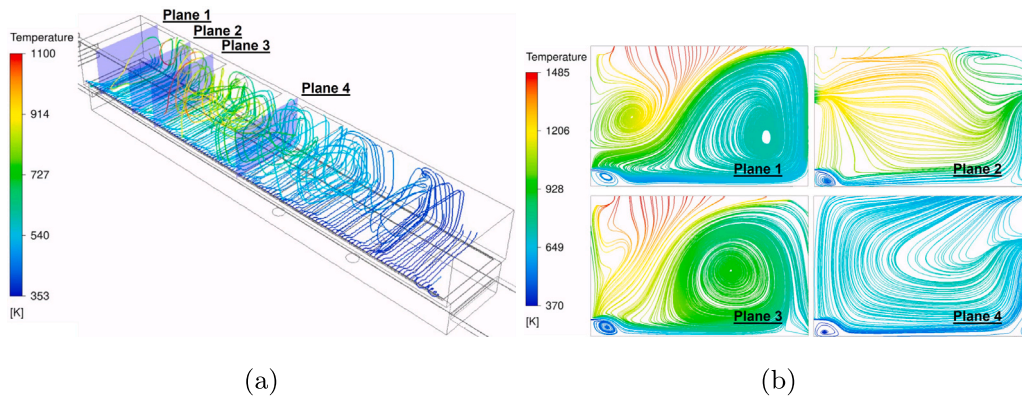 Plane 1
Plane 2
Plane 3
Plane 4
Temperature
1100
914
727
540
353
[K]
(a)
Temperature
1485
1206
928
649
370
[K]
Plane 1
Plane 2
Plane 3
Plane 4
(b)